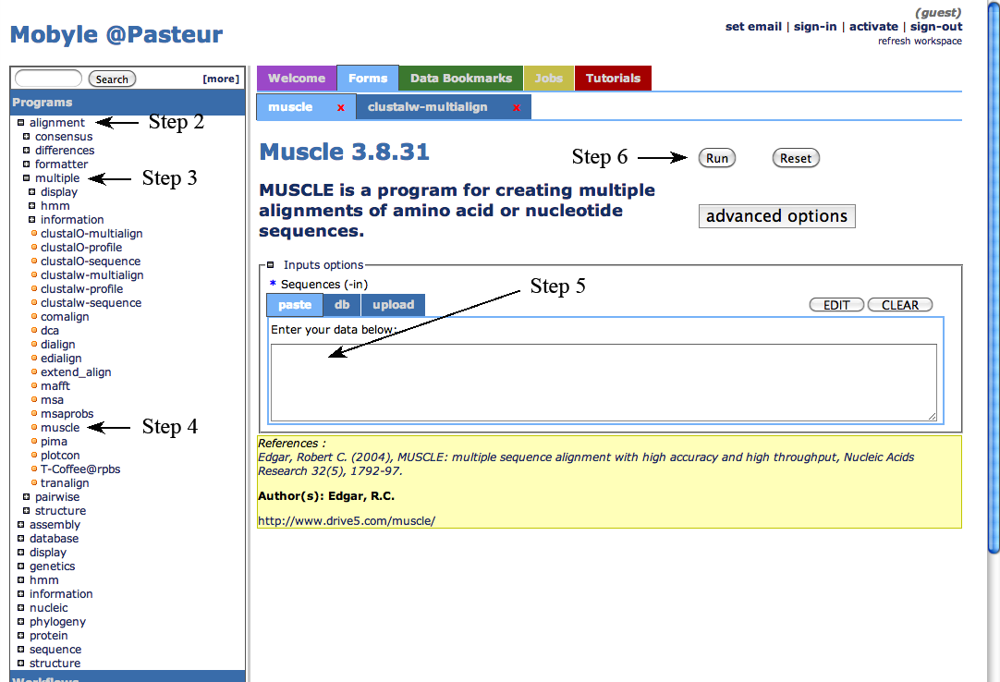 (guest)
Mobyle @Pasteur
set email | sign-in | activate | sign-out
refresh workspace
Search [more]
Programs
alignment
Step 2
consensus
differences
formatter
multiple
Step 3
display
hmm
information
clustalO-multialign
clustalO-profile
clustalO-sequence
clustalw-multialign
clustalw-profile
clustalw-sequence
comalign
dca
dialign
edialign
extend_align
mafft
msa
msaprobs
muscle
Step 4
pima
plotcon
T-Coffee@rpbs
tranalign
pairwise
structure
assembly
database
display
genetics
hmm
information
nucleic
phylogeny
protein
sequence
structure
Workflows
Welcome Forms Data Bookmarks Jobs Tutorials
muscle x clustalw-multialign x
Muscle 3.8.31
Step 6
Run Reset
MUSCLE is a program for creating multiple
alignments of amino acid or nucleotide
sequences.
advanced options
Inputs options
* Sequences (-in)
Step 5
paste db upload
EDIT CLEAR
Enter your data below:
References :
Edgar, Robert C. (2004), MUSCLE: multiple sequence alignment with high accuracy and high throughput, Nucleic Acids
Research 32(5), 1792-97.
Author(s): Edgar, R.C.
http://www.drive5.com/muscle/